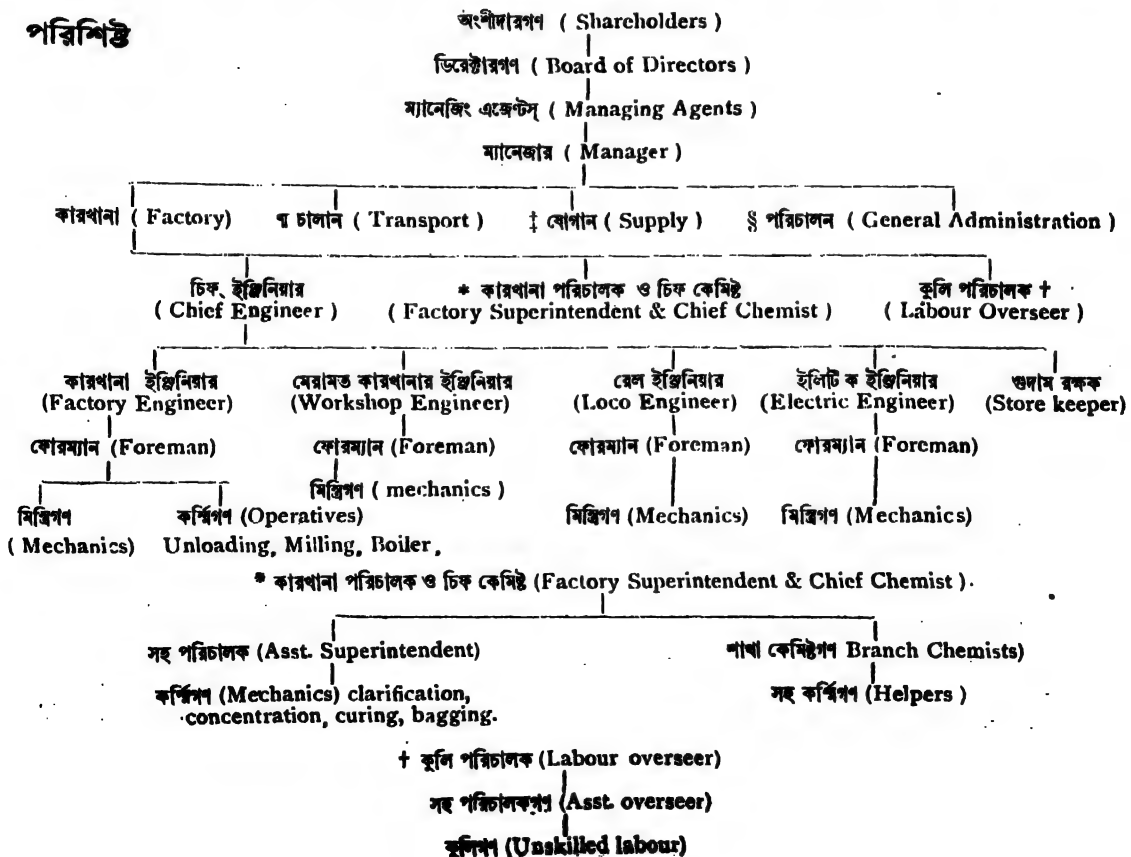 পরিশিষ্ট
অংশীদারগণ ( Shareholders )
ডিরেক্টারগণ ( Board of Directors )
ম্যানেজিং এজেন্টস্ ( Managing Agents )
ম্যানেজার ( Manager )
কারখানা ( Factory) ¶ চালান ( Transport ) ‡ যোগান ( Supply ) § পরিচালন ( General Administration )
চিফ্ ইঞ্জিনিয়ার * কারখানা পরিচালক ও চিফ কেমিষ্ট কুলি পরিচালক †
( Chief Engineer ) ( Factory Superintendent & Chief Chemist ) ( Labour Overseer )
কারখানা ইঞ্জিনিয়ার মেরামত কারখানার ইঞ্জিনিয়ার রেল ইঞ্জিনিয়ার ইলিটি ক ইঞ্জিনিয়ার গুদাম রক্ষক
(Factory Engineer) (Workshop Engineer) (Loco Engineer) (Electric Engineer) (Store keeper)
ফোরম্যান (Foreman) ফোরম্যান (Foreman) ফোরম্যান (Foreman) ফোরম্যান (Foreman)
মিস্ত্রিগণ ( mechanics )
মিস্ত্রিগণ কর্ম্মিগণ (Operatives) মিস্ত্রিগণ (Mechanics) মিস্ত্রিগণ (Mechanics)
( Mechanics) Unloading, Milling, Boiler,
* কারখানা পরিচালক ও চিফ কেমিষ্ট (Factory Superintendent & Chief Chemist ).
সহ পরিচালক (Asst. Superintendent) শাখা কেমিষ্টগণ Branch Chemists)
কর্ম্মিগণ (Mechanics) clarification, সহ কর্ম্মিগণ (Helpers )
concentration, curing, bagging.
† কুলি পরিচালক (Labour overseer)
সহ পরিচালকগণ (Asst. overseer)
কুলিগণ (Unskilled labour)